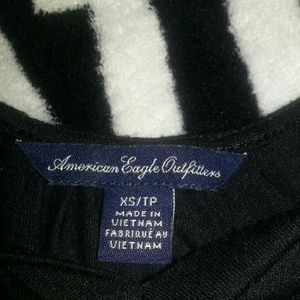 American Eagle Outfitters
XS/TP
MADE IN
VIETNAM
FABRIQUÉ AU
VIETNAM